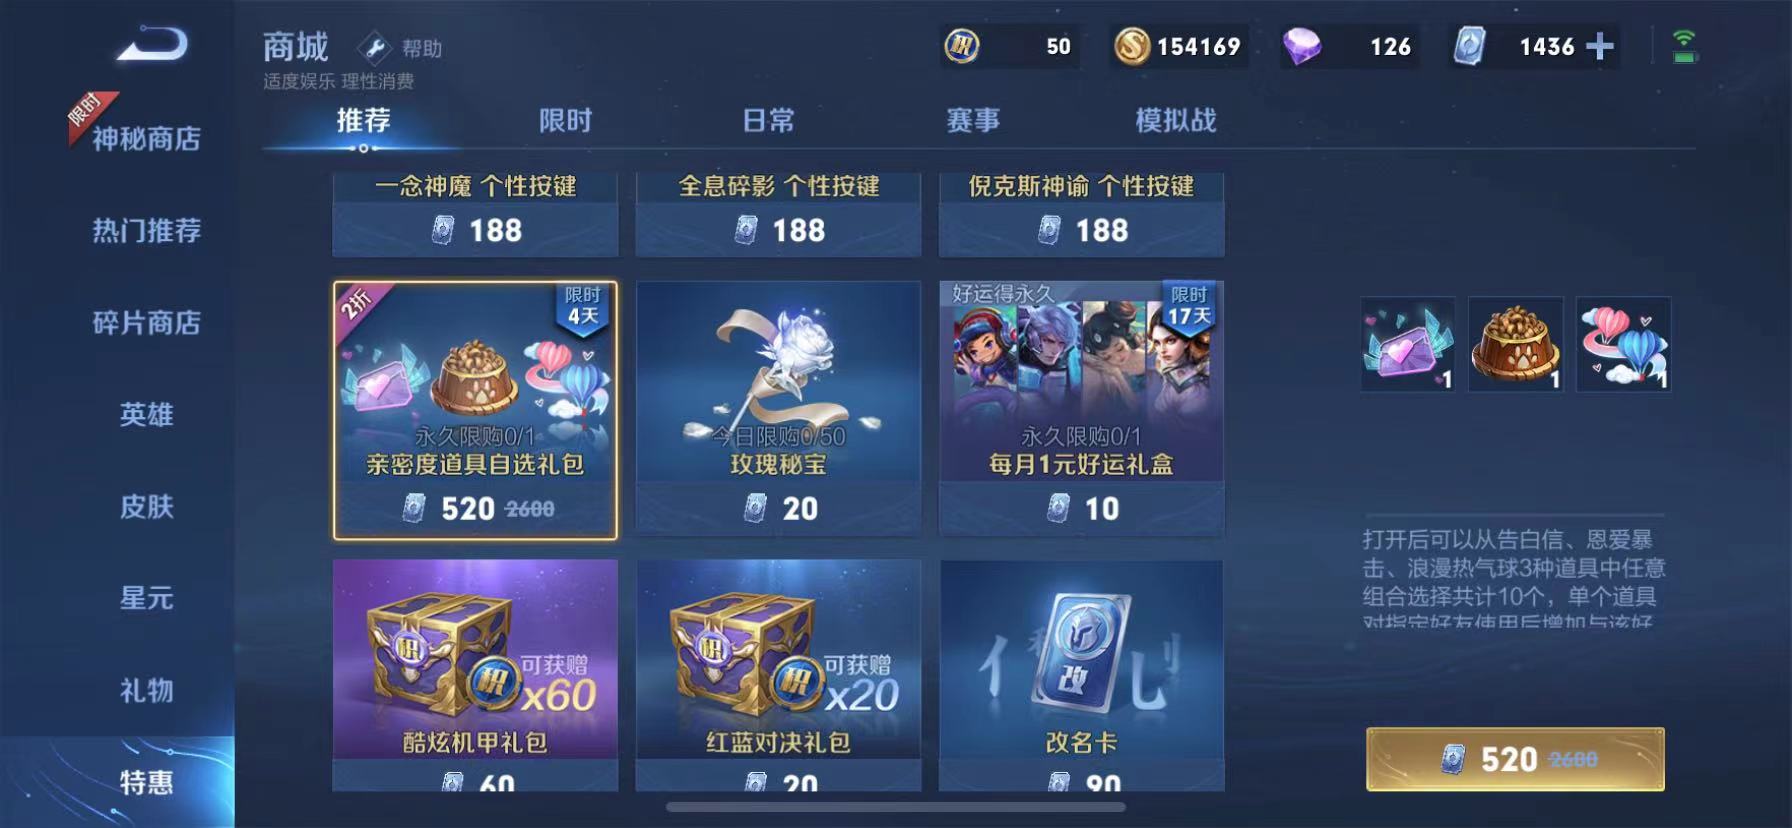 商城
帮助
适度娱乐 理性消费
50
154169
126
1436
限时
神秘商店
热门推荐
碎片商店
英雄
皮肤
星元
礼物
特惠
推荐
限时
日常
赛事
模拟战
一念神魔 个性按键
188
全息碎影 个性按键
188
倪克斯神谕 个性按键
188
2折
限时
4天
永久限购0/1
亲密度道具自选礼包
520 2600
今日限购0/50
玫瑰秘宝
20
好运得永久
限时
17天
永久限购0/1
每月1元好运礼盒
10
积
积
可获赠
x60
酷炫机甲礼包
60
积
积
可获赠
x20
红蓝对决礼包
20
改
改名卡
90
1
1
1
打开后可以从告白信、恩爱暴
击、浪漫热气球3种道具中任意
组合选择共计10个，单个道具
对指定好友使用后增加与该好
520 2600